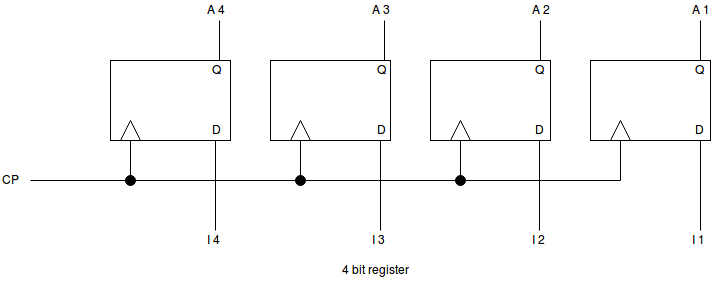 A 4 A 3 A 2 A 1
Q Q Q Q
D D D D
CP
I 4 I 3 I 2 I 1
4 bit register